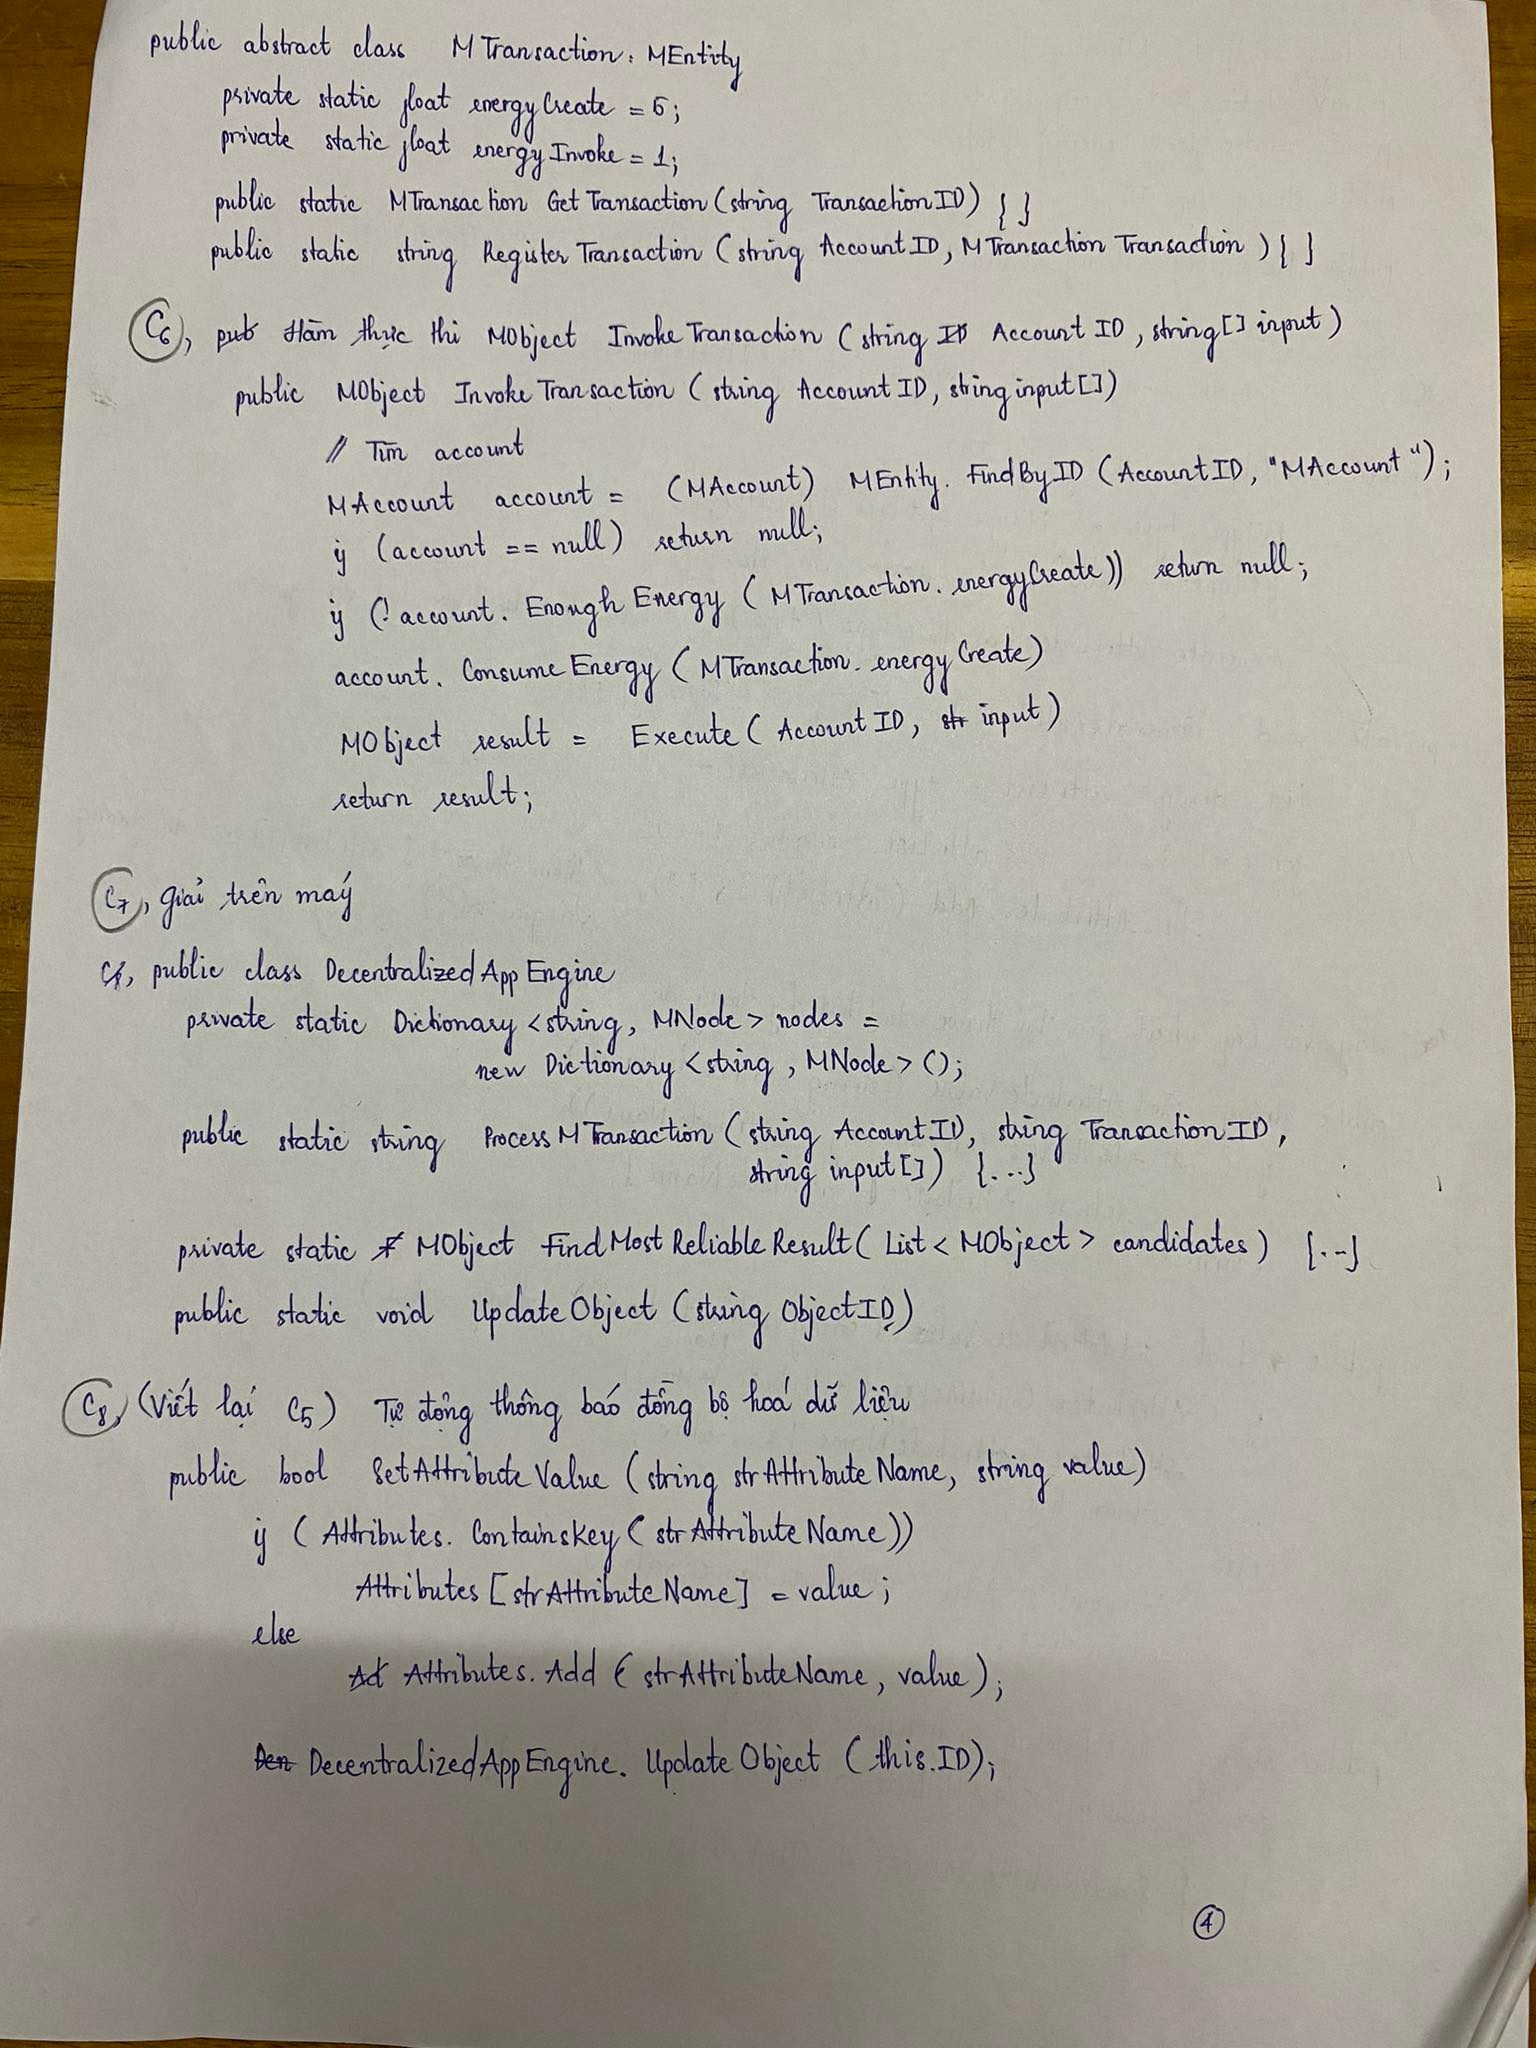 public abstract class MTransaction : MEntity
private static float energyCreate = 5;
private static float energyInvoke = 1;
public static MTransaction GetTransaction (string TransactionID) { }
public static string RegisterTransaction (string AccountID, MTransaction Transaction) { }
C6, Hàm thực thi MObject InvokeTransaction (string AccountID, string[] input)
public MObject InvokeTransaction (string AccountID, string input[])
// Tìm account
MAccount account = (MAccount) MEntity.FindByID (AccountID, "MAccount");
if (account == null) return null;
if (!account.EnoughEnergy (MTransaction.energyCreate)) return null;
account.ConsumeEnergy (MTransaction.energyCreate)
MObject result = Execute (AccountID, input)
return result;
C7, giải trên máy
public class DecentralizedAppEngine
private static Dictionary <string, MNode> nodes =
new Dictionary <string, MNode> ();
public static string ProcessMTransaction (string AccountID, string TransactionID,
string input[]) {...}
private static MObject FindMostReliableResult (List <MObject> candidates) {...}
public static void UpdateObject (string ObjectID)
C8, (Viết lại C5) Tự động thông báo đồng bộ hoá dữ liệu
public bool SetAttributeValue (string strAttributeName, string value)
if (Attributes.ContainsKey (strAttributeName))
Attributes [strAttributeName] = value;
else
Attributes.Add (strAttributeName, value);
DecentralizedAppEngine.UpdateObject (this.ID);
4